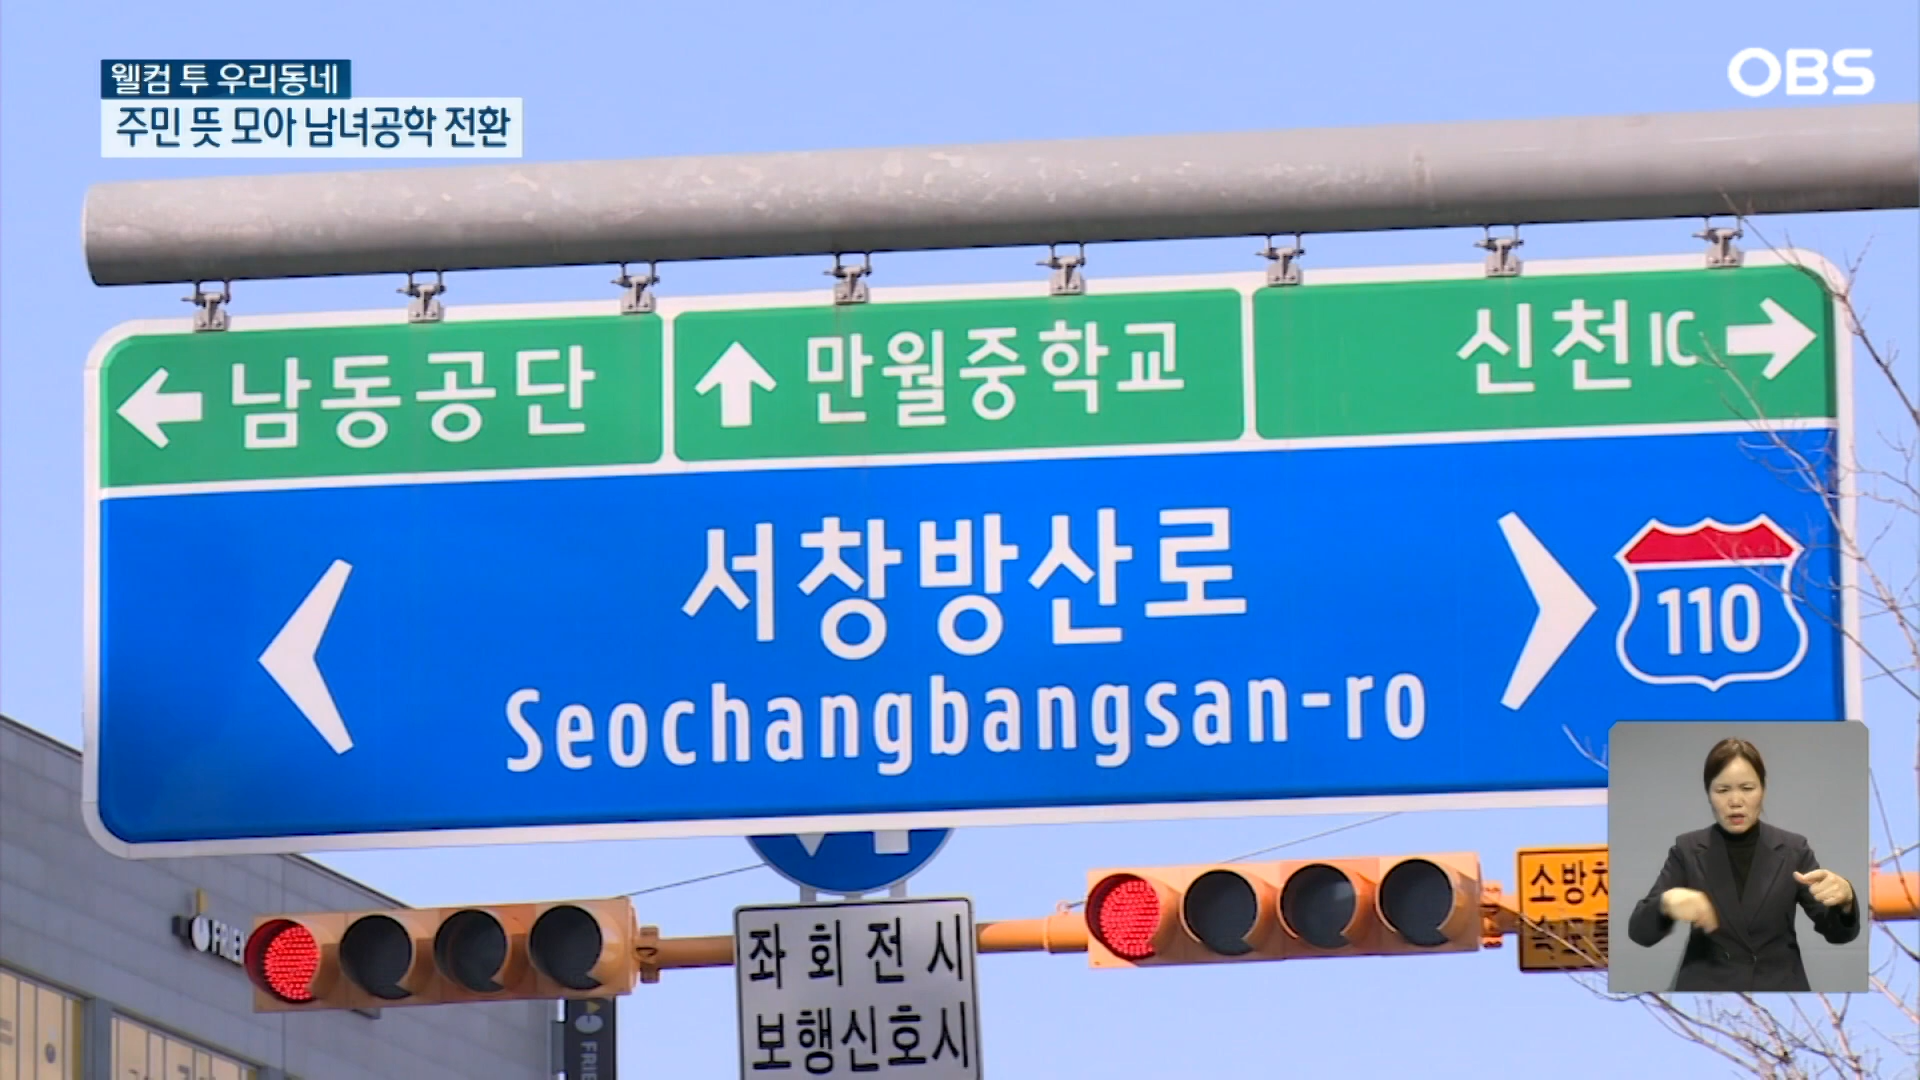 웰컴 투 우리동네
주민 뜻 모아 남녀공학 전환
OBS
남동공단
만월중학교
신천IC
서창방산로
Seochangbangsan-ro
110
좌회전시
보행신호시